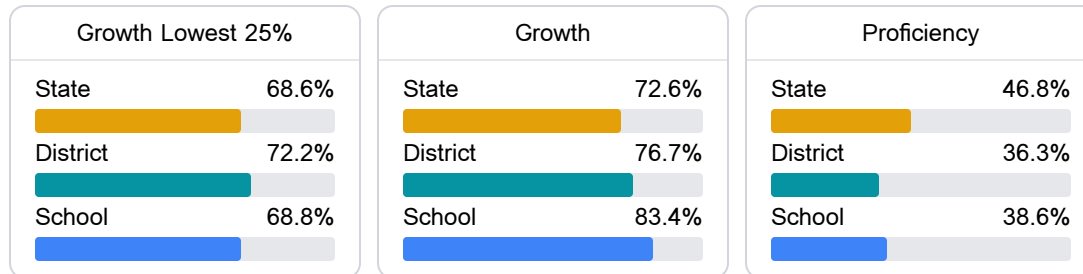 Growth Lowest 25%
State 68.6%
District 72.2%
School 68.8%
Growth
State 72.6%
District 76.7%
School 83.4%
Proficiency
State 46.8%
District 36.3%
School 38.6%